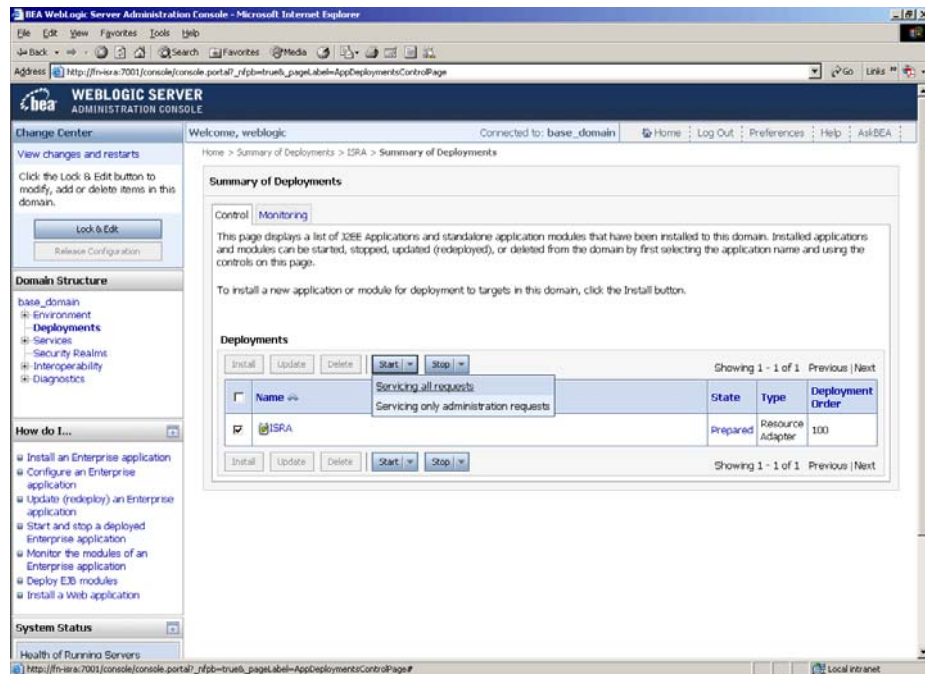 BEA WebLogic Server Administration Console - Microsoft Internet Explorer
File Edit View Favorites Tools Help
Back Search Favorites Media
Address http://fn-isra:7001/console/console.portal?_nfpb=true&_pageLabel=AppDeploymentsControlPage Go Links
bea WEBLOGIC SERVER
ADMINISTRATION CONSOLE
Change Center
View changes and restarts
Click the Lock & Edit button to
modify, add or delete items in this
domain.
Lock & Edit
Release Configuration
Domain Structure
base_domain
Environment
Deployments
Services
Security Realms
Interoperability
Diagnostics
How do I...
Install an Enterprise application
Configure an Enterprise
application
Update (redeploy) an Enterprise
application
Start and stop a deployed
Enterprise application
Monitor the modules of an
Enterprise application
Deploy EJB modules
Install a Web application
System Status
Health of Running Servers
Welcome, weblogic Connected to: base_domain Home Log Out Preferences Help AskBEA
Home > Summary of Deployments > ISRA > Summary of Deployments
Summary of Deployments
Control Monitoring
This page displays a list of J2EE Applications and standalone application modules that have been installed to this domain. Installed applications
and modules can be started, stopped, updated (redeployed), or deleted from the domain by first selecting the application name and using the
controls on this page.
To install a new application or module for deployment to targets in this domain, click the Install button.
Deployments
Install Update Delete Start Stop Showing 1 - 1 of 1 Previous | Next
Servicing all requests
Servicing only administration requests
Name State Type Deployment Order
ISRA Prepared Resource Adapter 100
Install Update Delete Start Stop Showing 1 - 1 of 1 Previous | Next
http://fn-isra:7001/console/console.portal?_nfpb=true&_pageLabel=AppDeploymentsControlPage# Local intranet